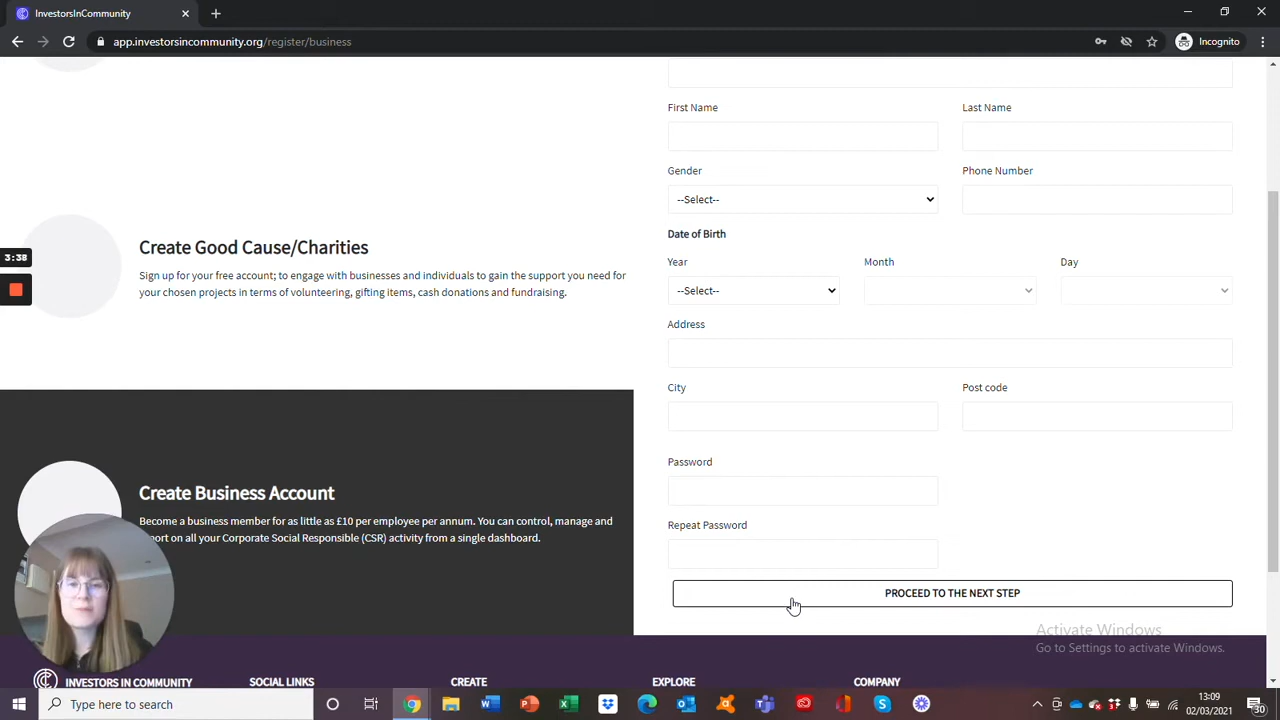 InvestorsInCommunity
app.investorsincommunity.org/register/business
Incognito
First Name
Last Name
Gender
Phone Number
--Select--
Date of Birth
Year
Month
Day
--Select--
Address
City
Post code
Password
Repeat Password
PROCEED TO THE NEXT STEP
3:38
Create Good Cause/Charities
Sign up for your free account; to engage with businesses and individuals to gain the support you need for
your chosen projects in terms of volunteering, gifting items, cash donations and fundraising.
Create Business Account
Become a business member for as little as £10 per employee per annum. You can control, manage and
on all your Corporate Social Responsible (CSR) activity from a single dashboard.
Activate Windows
Go to Settings to activate Windows.
INVESTORS IN COMMUNITY
SOCIAL LINKS
CREATE
EXPLORE
COMPANY
Type here to search
13:09
02/03/2021
30